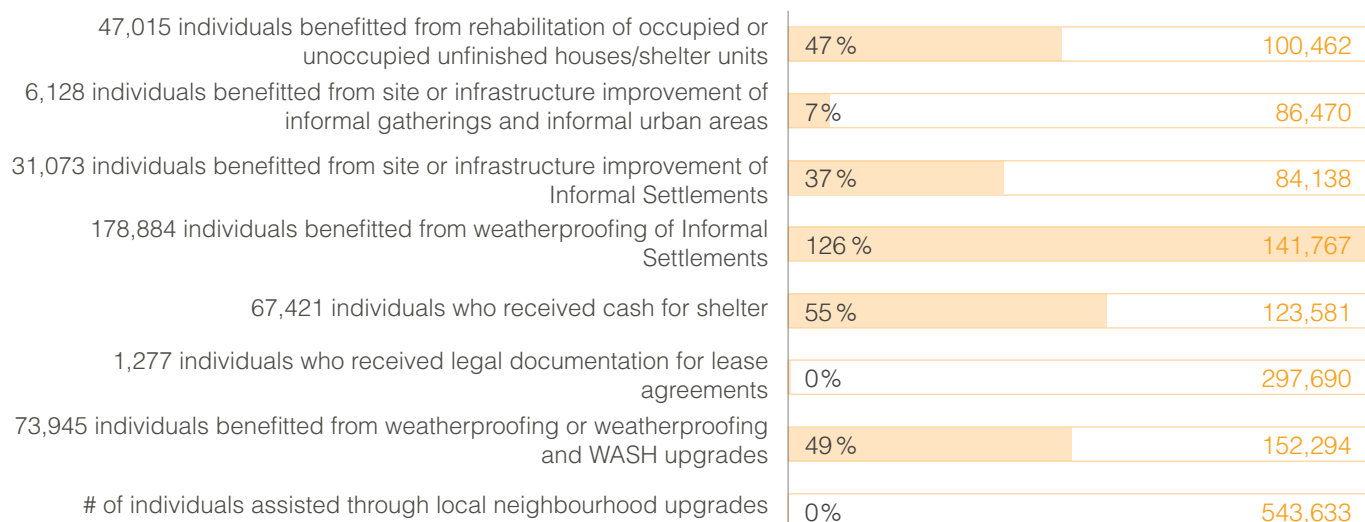 47,015 individuals benefitted from rehabilitation of occupied or
unoccupied unfinished houses/shelter units
47 %
100,462
6,128 individuals benefitted from site or infrastructure improvement of
informal gatherings and informal urban areas
7%
86,470
31,073 individuals benefitted from site or infrastructure improvement of
Informal Settlements
37 %
84,138
178,884 individuals benefitted from weatherproofing of Informal
Settlements
126 %
141,767
67,421 individuals who received cash for shelter
55 %
123,581
1,277 individuals who received legal documentation for lease
agreements
0%
297,690
73,945 individuals benefitted from weatherproofing or weatherproofing
and WASH upgrades
49 %
152,294
# of individuals assisted through local neighbourhood upgrades
0%
543,633